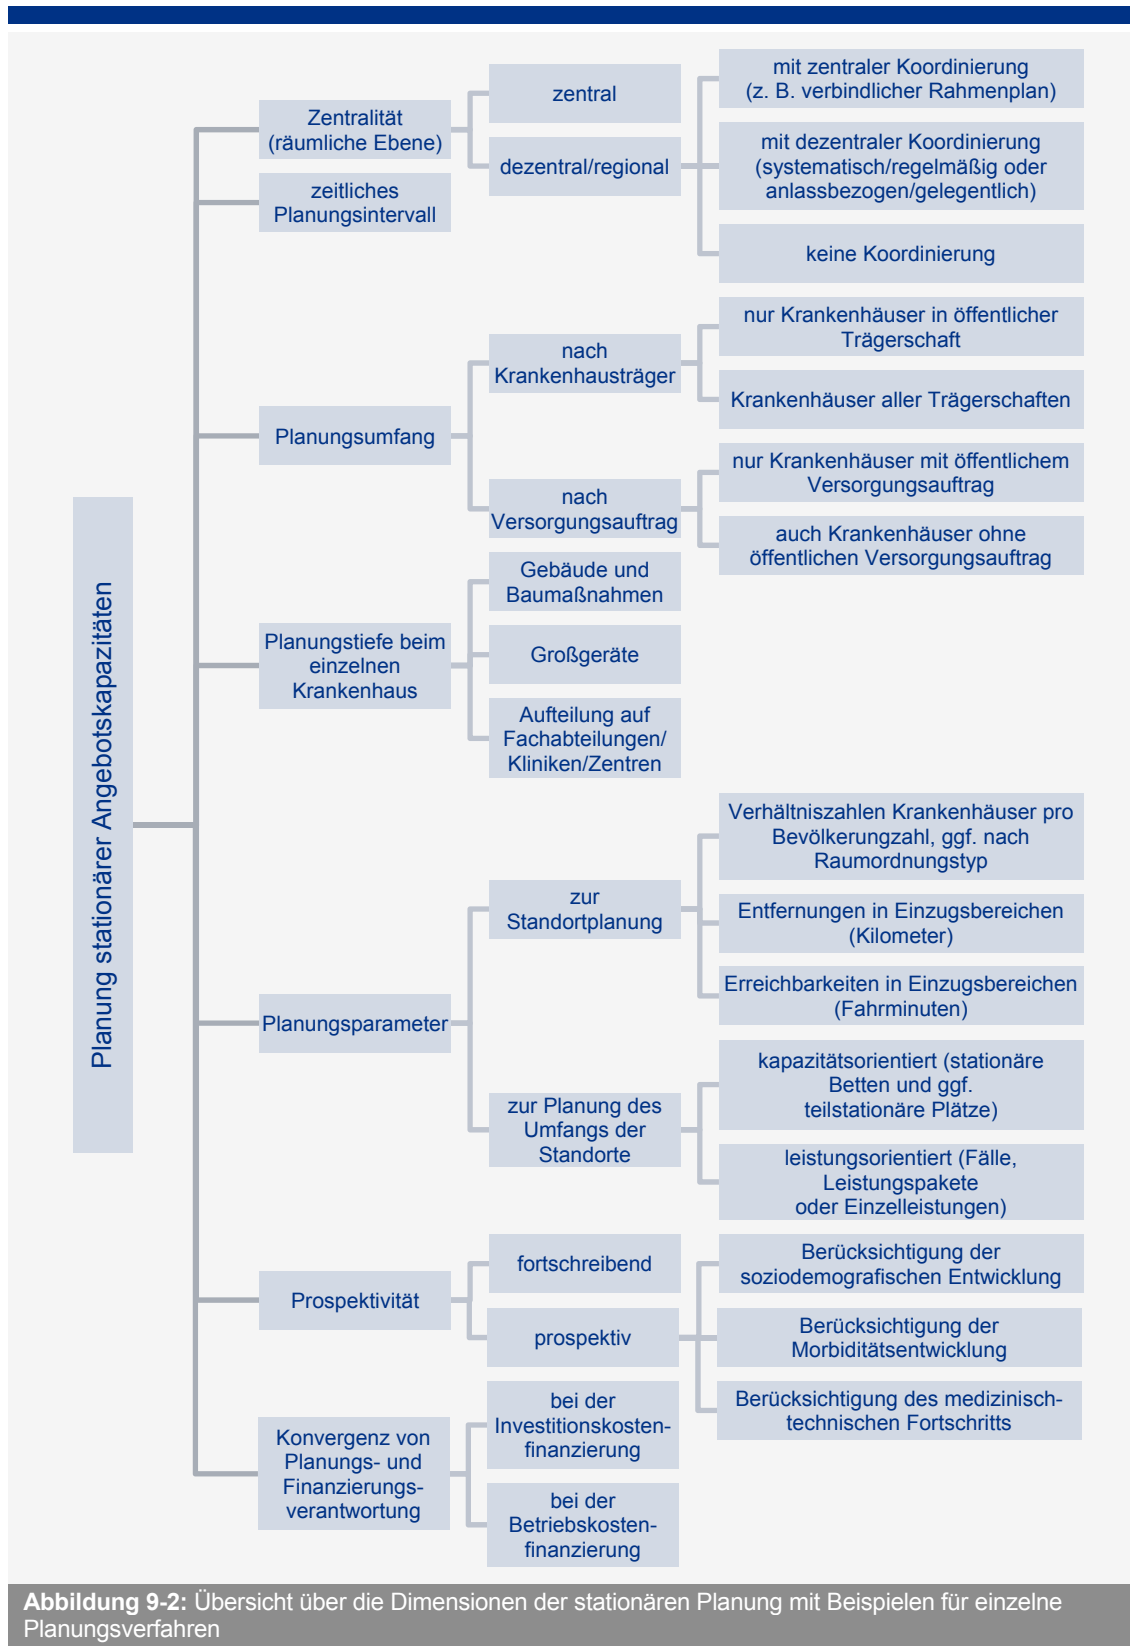 Planung stationärer Angebotskapazitäten
Zentralität
(räumliche Ebene)
zentral
dezentral/regional
mit zentraler Koordinierung
(z. B. verbindlicher Rahmenplan)
mit dezentraler Koordinierung
(systematisch/regelmäßig oder
anlassbezogen/gelegentlich)
keine Koordinierung
zeitliches
Planungsintervall
Planungsumfang
nach
Krankenhausträger
nur Krankenhäuser in öffentlicher
Trägerschaft
Krankenhäuser aller Trägerschaften
nach
Versorgungsauftrag
nur Krankenhäuser mit öffentlichem
Versorgungsauftrag
auch Krankenhäuser ohne
öffentlichen Versorgungsauftrag
Planungstiefe beim
einzelnen
Krankenhaus
Gebäude und
Baumaßnahmen
Großgeräte
Aufteilung auf
Fachabteilungen/
Kliniken/Zentren
Planungsparameter
zur
Standortplanung
Verhältniszahlen Krankenhäuser pro
Bevölkerungzahl, ggf. nach
Raumordnungstyp
Entfernungen in Einzugsbereichen
(Kilometer)
Erreichbarkeiten in Einzugsbereichen
(Fahrminuten)
zur Planung des
Umfangs der
Standorte
kapazitätsorientiert (stationäre
Betten und ggf.
teilstationäre Plätze)
leistungsorientiert (Fälle,
Leistungspakete
oder Einzelleistungen)
Prospektivität
fortschreibend
prospektiv
Berücksichtigung der
soziodemografischen Entwicklung
Berücksichtigung der
Morbiditätsentwicklung
Berücksichtigung des medizinisch-
technischen Fortschritts
Konvergenz von
Planungs- und
Finanzierungs-
verantwortung
bei der
Investitionskosten-
finanzierung
bei der
Betriebskosten-
finanzierung
Abbildung 9-2: Übersicht über die Dimensionen der stationären Planung mit Beispielen für einzelne
Planungsverfahren